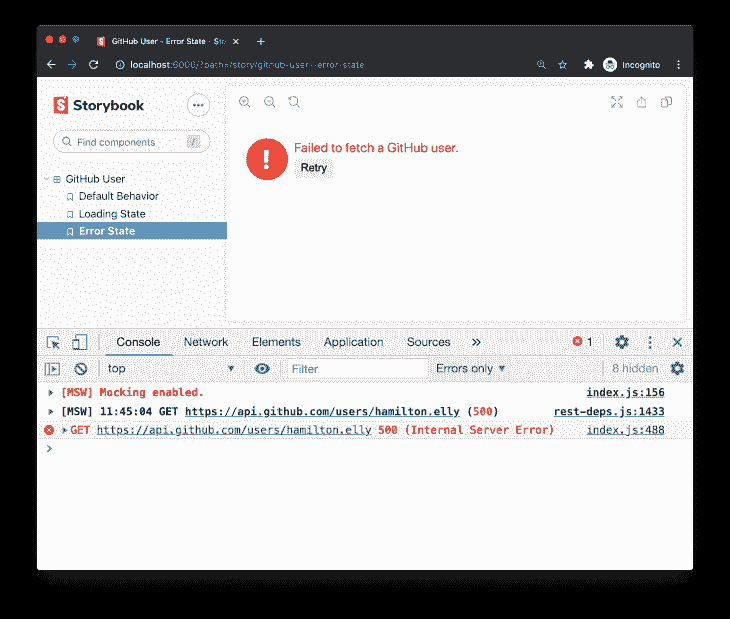 GitHub User - Error State · Sto
localhost:6006/?path=/story/github-user--error-state
Incognito
Storybook
Find components
/
GitHub User
Default Behavior
Loading State
Error State
Failed to fetch a GitHub user.
Retry
Console Network Elements Application Sources » 1
top Filter Errors only 8 hidden
[MSW] Mocking enabled. index.js:156
[MSW] 11:45:04 GET https://api.github.com/users/hamilton.elly (500) rest-deps.js:1433
GET https://api.github.com/users/hamilton.elly 500 (Internal Server Error) index.js:488